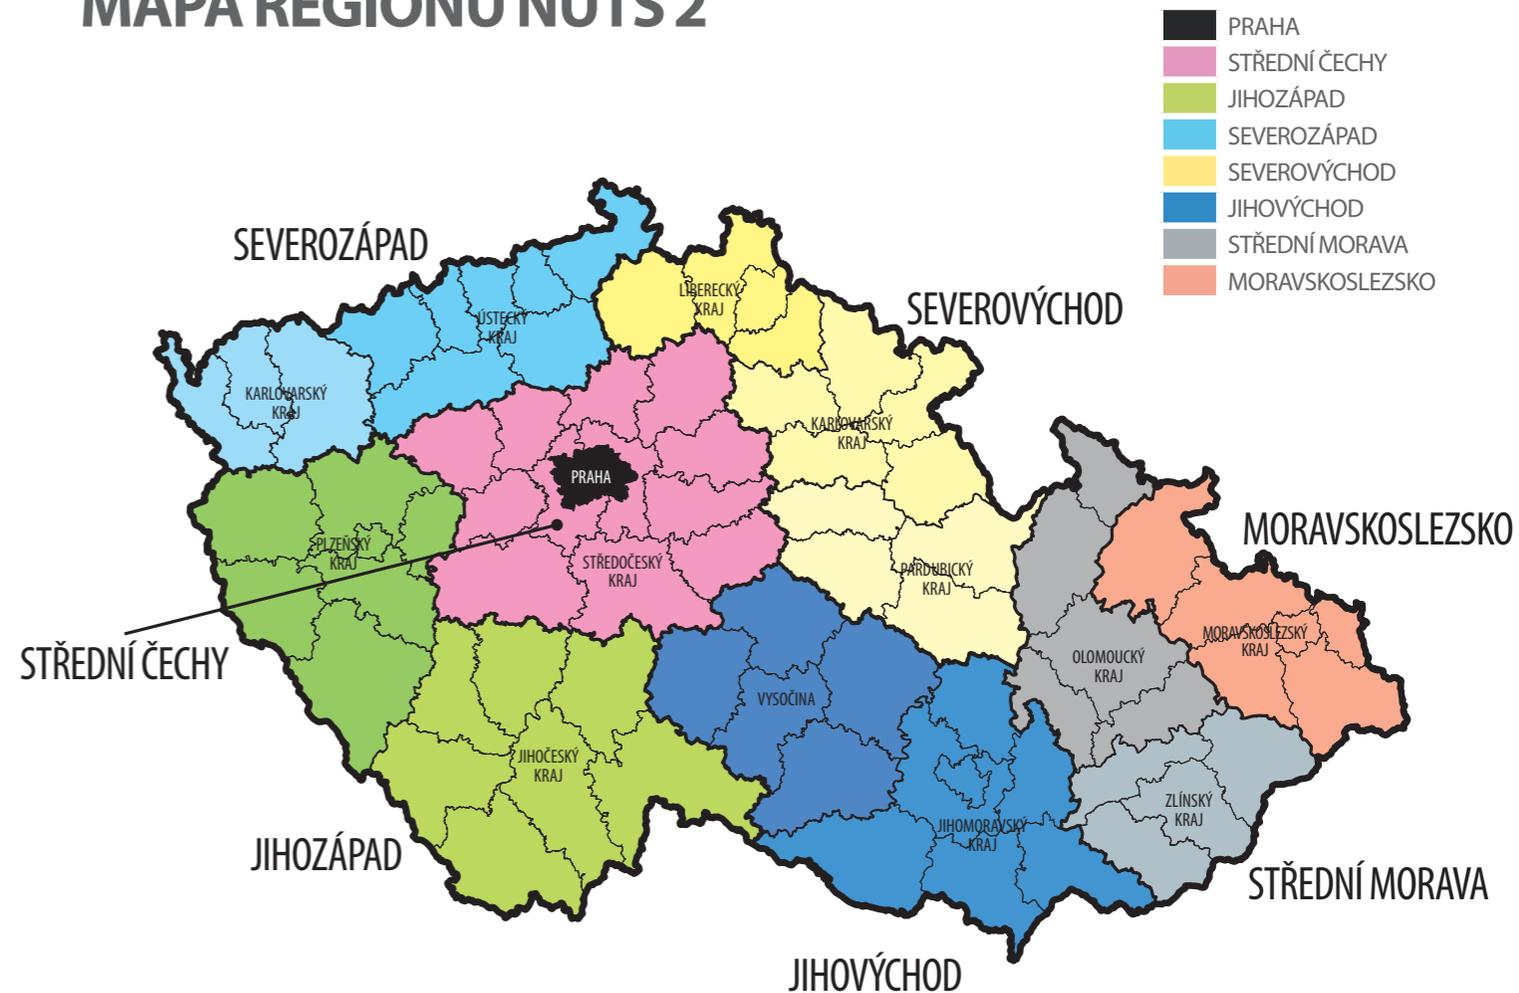 MAPA REGIONŮ NUTS 2
PRAHA
STŘEDNÍ ČECHY
JIHOZÁPAD
SEVEROZÁPAD
SEVEROVÝCHOD
JIHOVÝCHOD
STŘEDNÍ MORAVA
MORAVSKOSLEZSKO
SEVEROZÁPAD
LIBERECKÝ
KRAJ
SEVEROVÝCHOD
ÚSTECKÝ
KRAJ
KARLOVARSKÝ
KRAJ
KARLOVARSKÝ
KRAJ
PRAHA
MORAVSKOSLEZSKO
PLZEŇSKÝ
KRAJ
STŘEDOČESKÝ
KRAJ
PARDUBICKÝ
KRAJ
STŘEDNÍ ČECHY
MORAVSKOSLEZSKÝ
KRAJ
OLOMOUCKÝ
KRAJ
VYSOČINA
JIHOČESKÝ
KRAJ
ZLÍNSKÝ
KRAJ
JIHOMORAVSKÝ
KRAJ
JIHOZÁPAD
STŘEDNÍ MORAVA
JIHOVÝCHOD